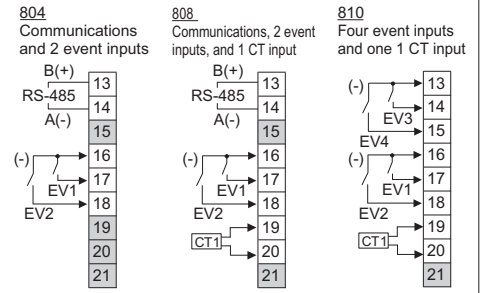 804
Communications
and 2 event inputs
B(+)
RS-485
A(-)
13
14
15
(-)
16
EV1
17
EV2
18
19
20
21
808
Communications, 2 event
inputs, and 1 CT input
B(+)
RS-485
A(-)
13
14
15
(-)
16
EV1
17
EV2
18
CT1
19
20
21
810
Four event inputs
and one 1 CT input
(-)
13
14
EV3
15
EV4
(-)
16
EV1
17
EV2
18
CT1
19
20
21